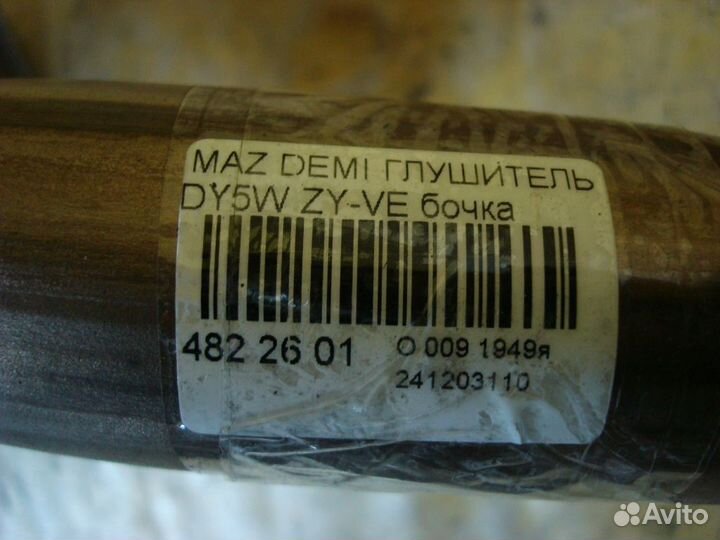 MAZ DEMI ГЛУШИТЕЛЬ
DY5W ZY-VE бочка
482 26 01
O 009 1949я
241203110
Avito